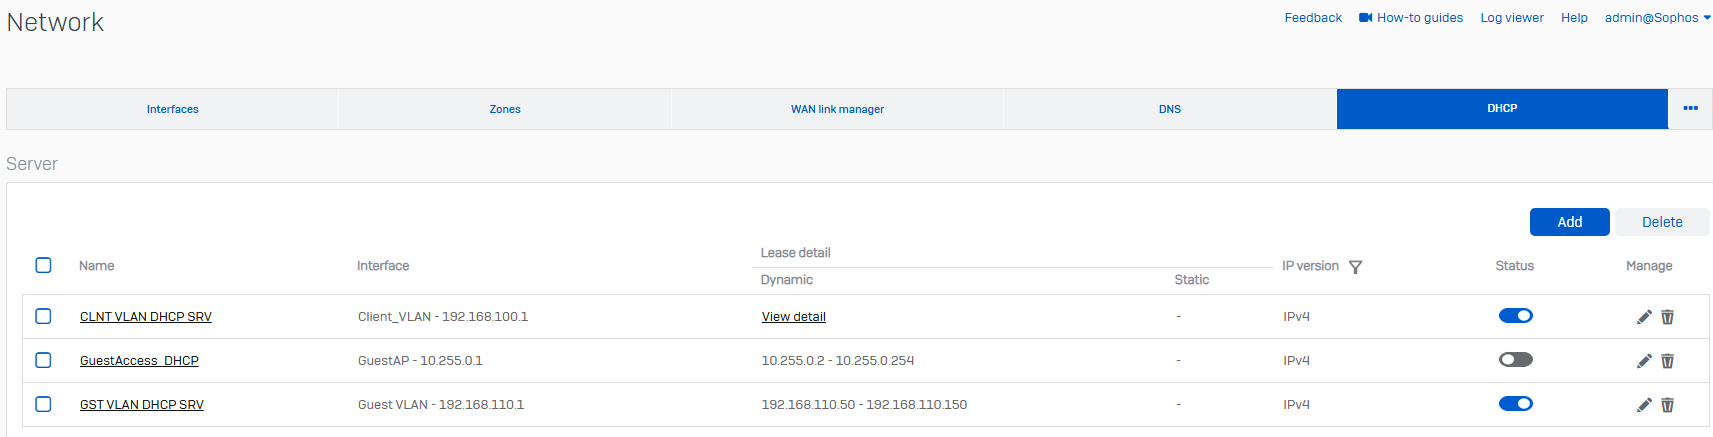 Network
Feedback How-to guides Log viewer Help admin@Sophos
Interfaces Zones WAN link manager DNS DHCP
Server
Add Delete
Lease detail
Name Interface IP version Status Manage
Dynamic Static
CLNT VLAN DHCP SRV Client_VLAN - 192.168.100.1 View detail - IPv4
GuestAccess_DHCP GuestAP - 10.255.0.1 10.255.0.2 - 10.255.0.254 - IPv4
GST VLAN DHCP SRV Guest VLAN - 192.168.110.1 192.168.110.50 - 192.168.110.150 - IPv4